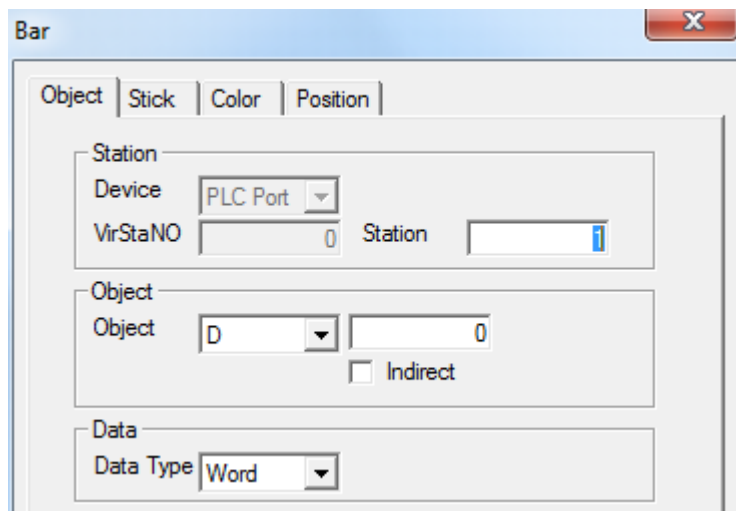 Bar
Object Stick Color Position
Station
Device PLC Port
VirStaNO 0 Station 1
Object
Object D 0
Indirect
Data
Data Type Word